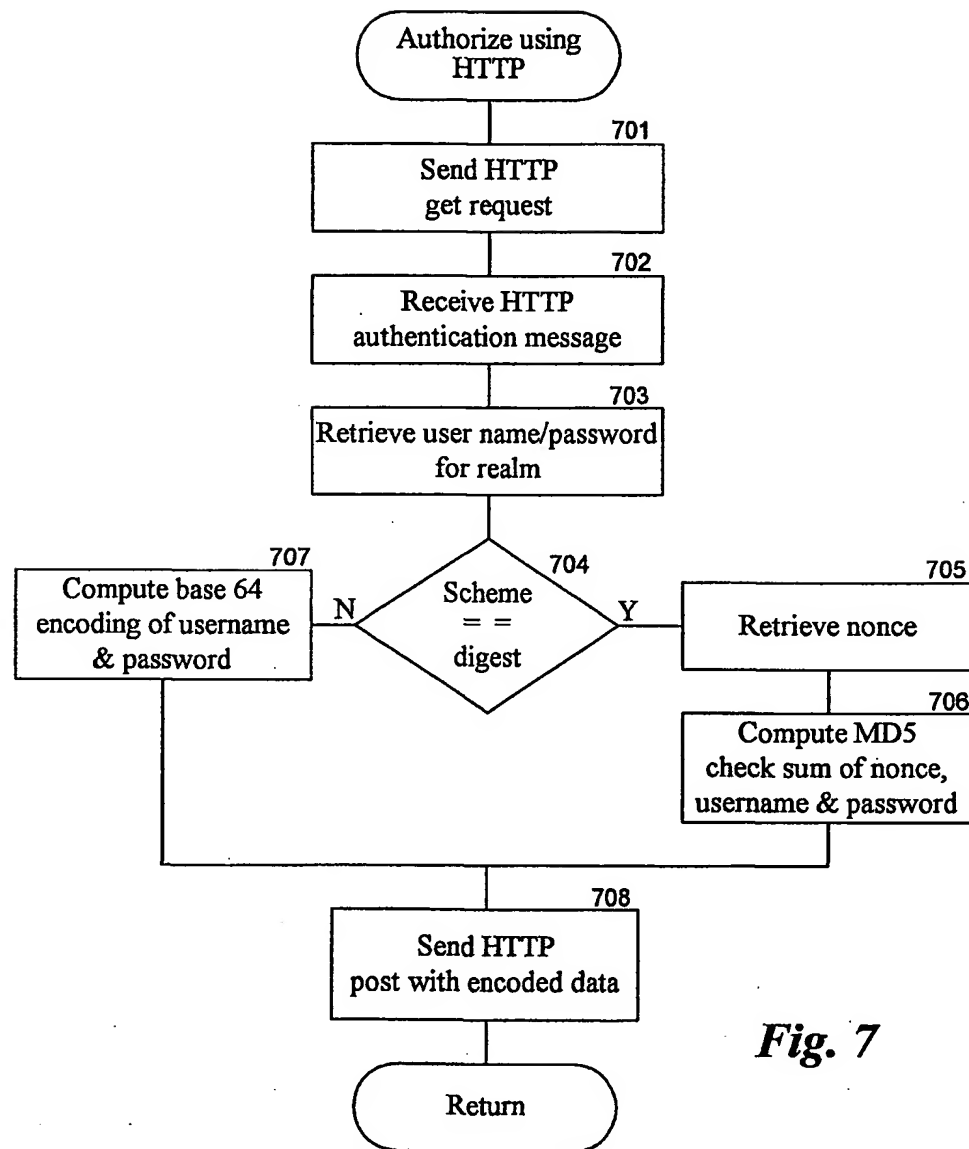 Authorize using
HTTP
701
Send HTTP
get request
702
Receive HTTP
authentication message
703
Retrieve user name/password
for realm
704
Scheme
= =
digest
N
Y
707
Compute base 64
encoding of username
& password
705
Retrieve nonce
706
Compute MD5
check sum of nonce,
username & password
708
Send HTTP
post with encoded data
Return
Fig. 7